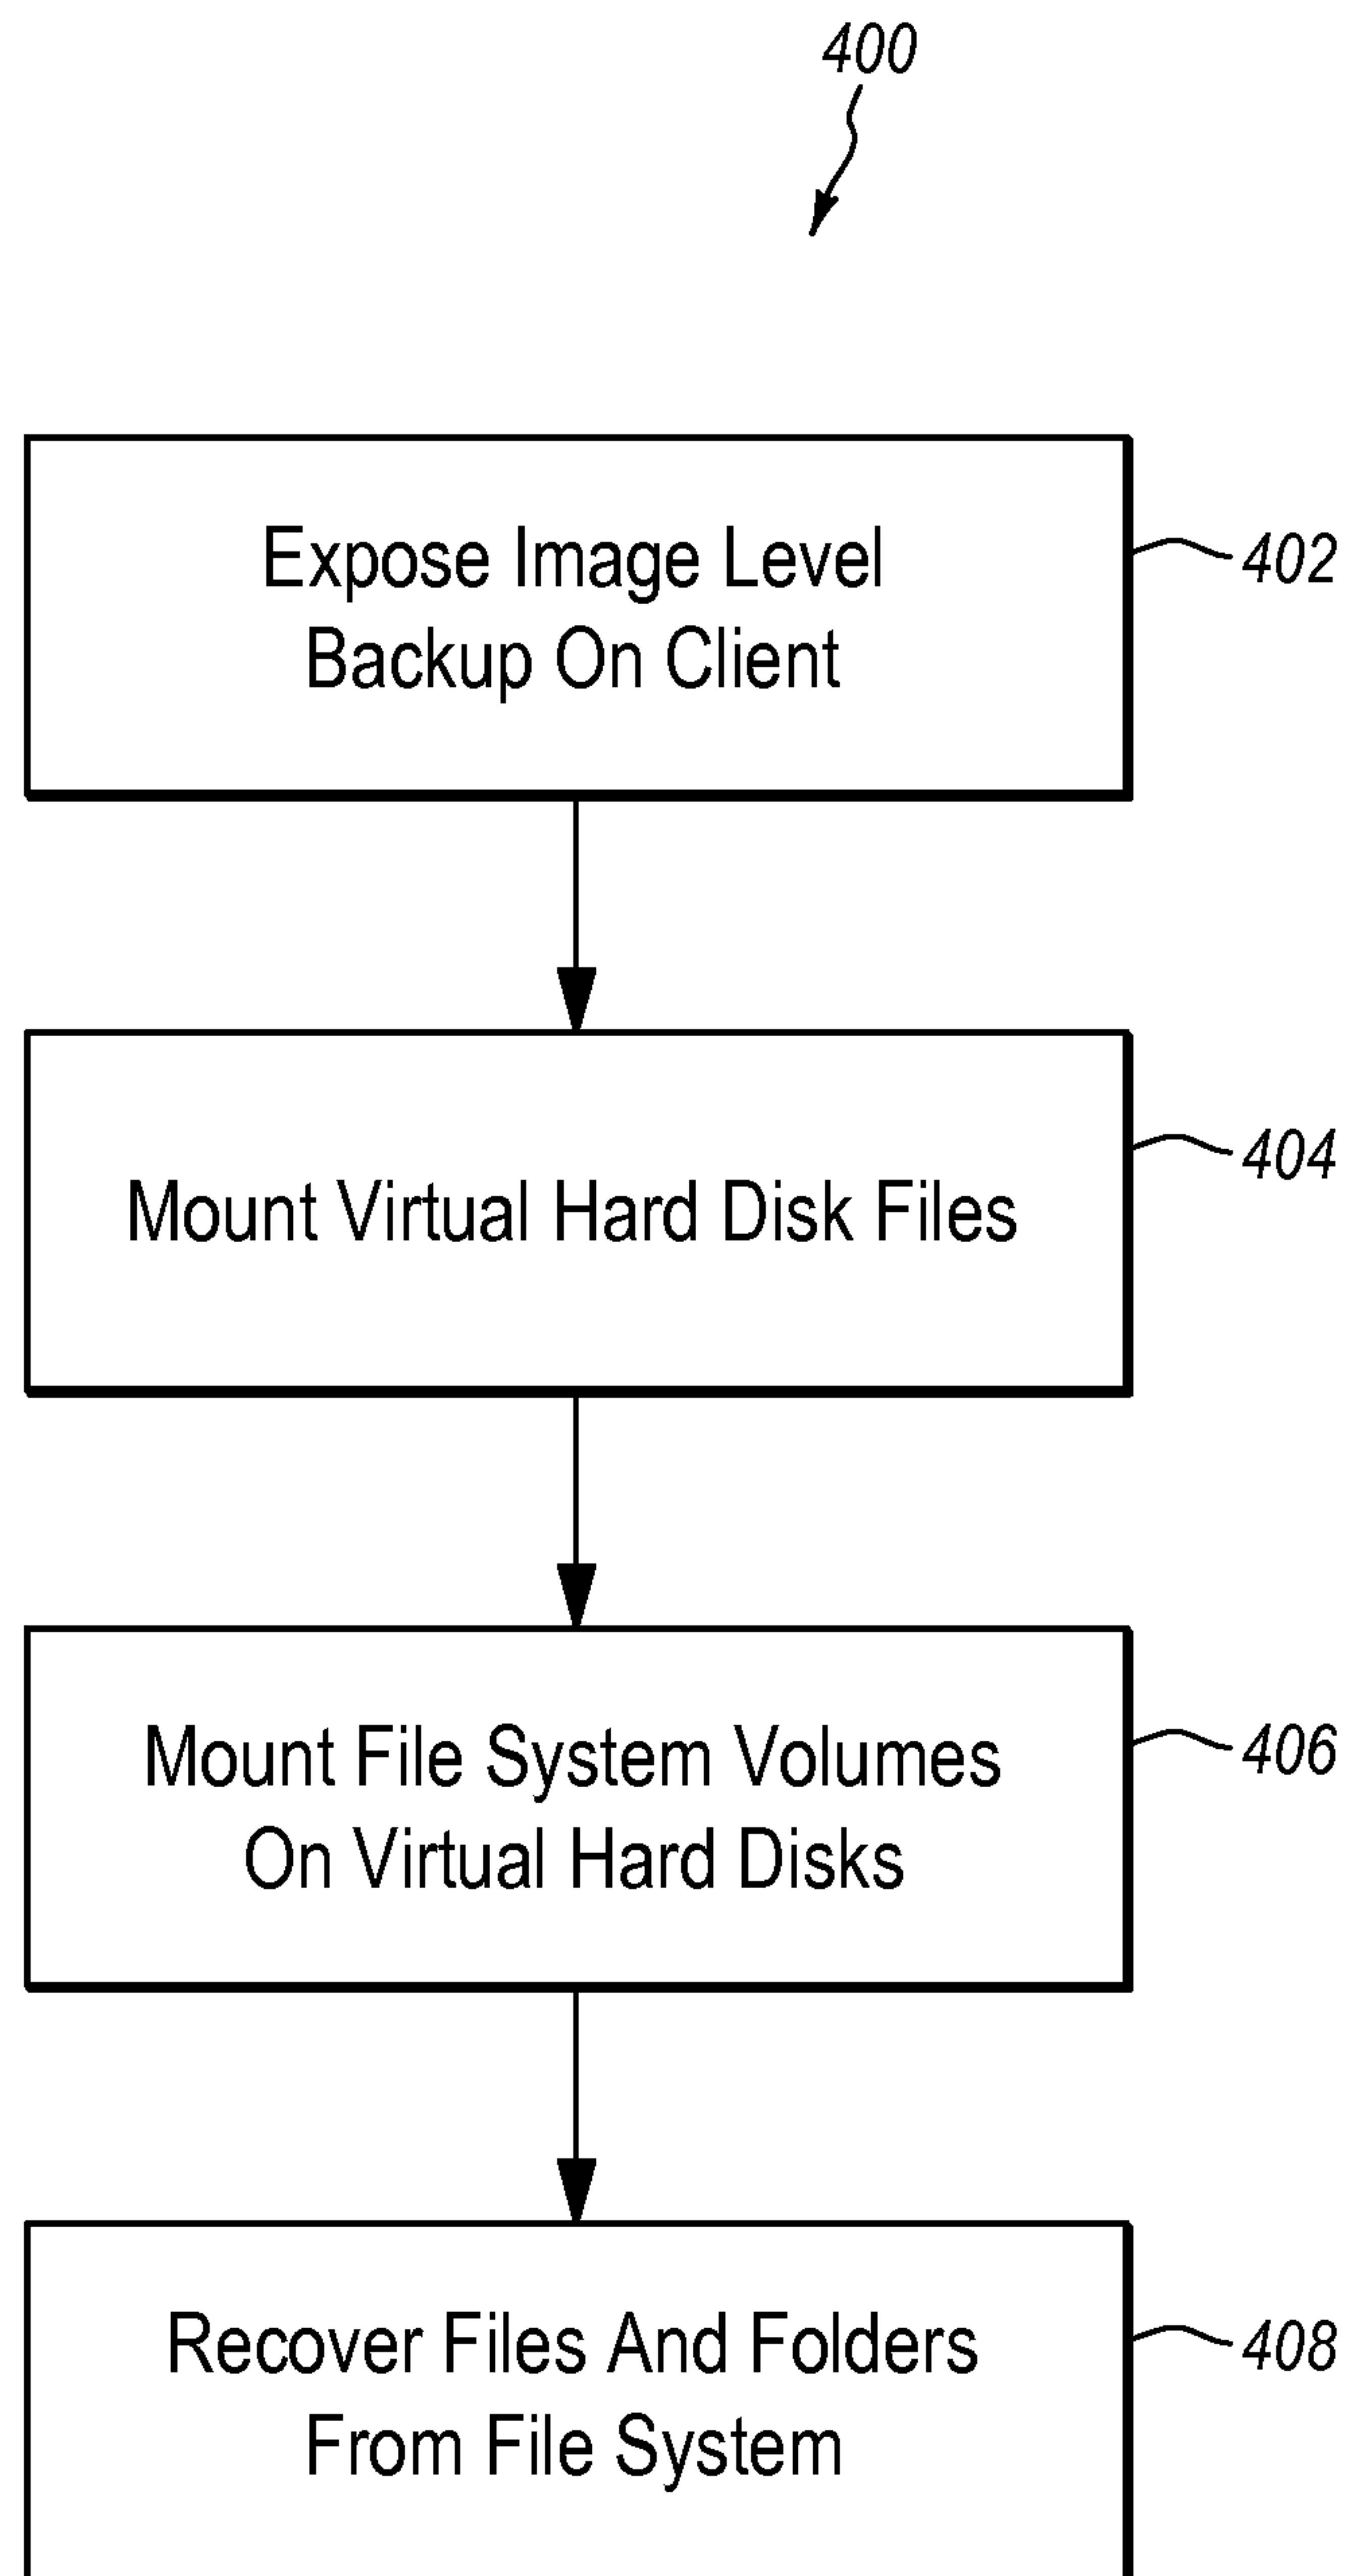 400
Expose Image Level
Backup On Client
402
Mount Virtual Hard Disk Files
404
Mount File System Volumes
On Virtual Hard Disks
406
Recover Files And Folders
From File System
408